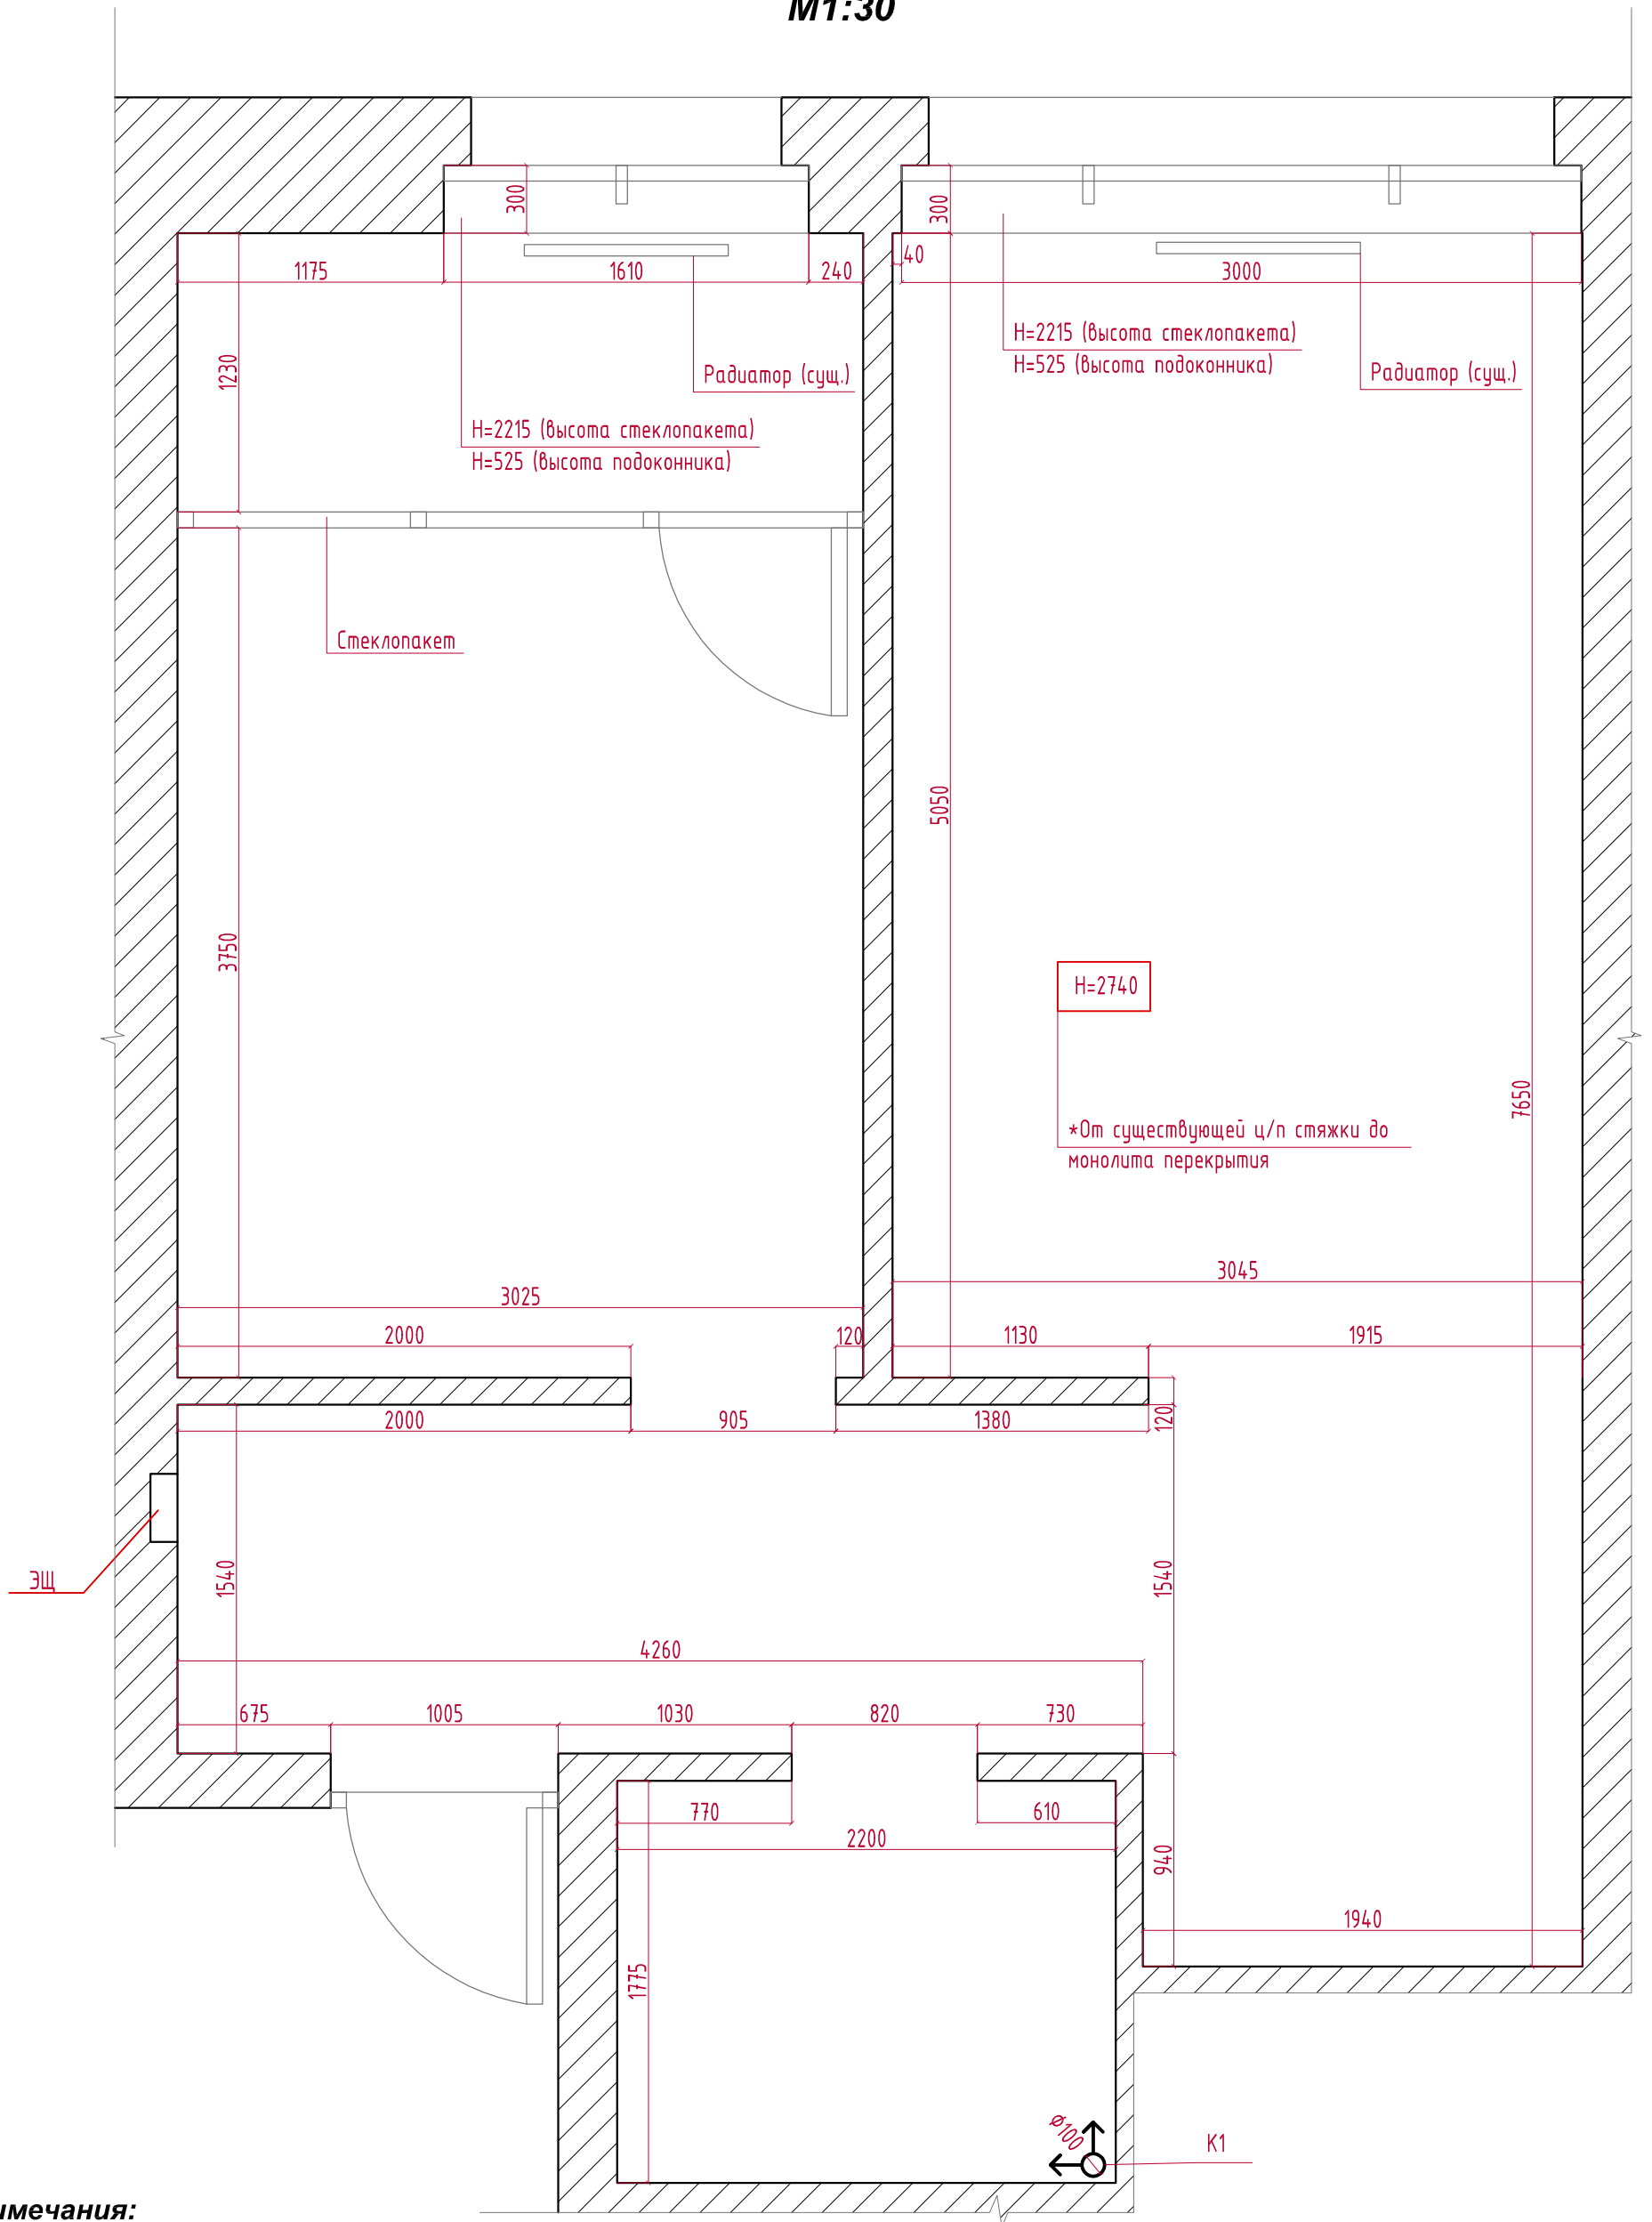 М1:30
300
300
1175
1610
240
40
3000
1230
Н=2215 (высота стеклопакета)
Н=525 (высота подоконника)
Радиатор (сущ.)
Радиатор (сущ.)
Н=2215 (высота стеклопакета)
Н=525 (высота подоконника)
Стеклопакет
5050
3750
Н=2740
7650
*От существующей ц/п стяжки до
монолита перекрытия
3045
3025
2000
120
1130
1915
2000
905
1380
120
ЭЩ
1540
1540
4260
675
1005
1030
820
730
770
610
2200
940
1940
1775
ø100
К1
имечания: